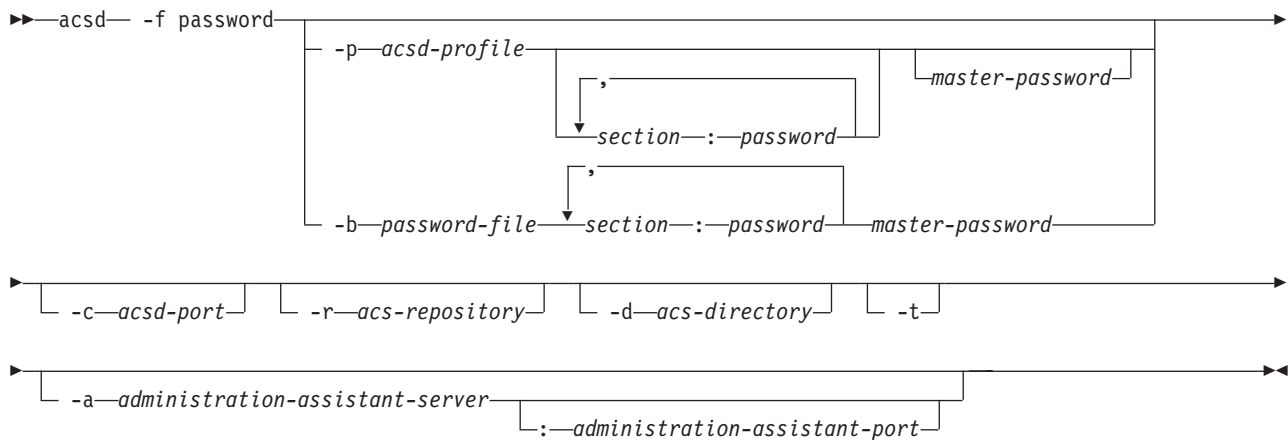 acsd -f password
-p acsd-profile
master-password
,
section : password
,
-b password-file section : password master-password
-c acsd-port -r acs-repository -d acs-directory -t
-a administration-assistant-server
: administration-assistant-port